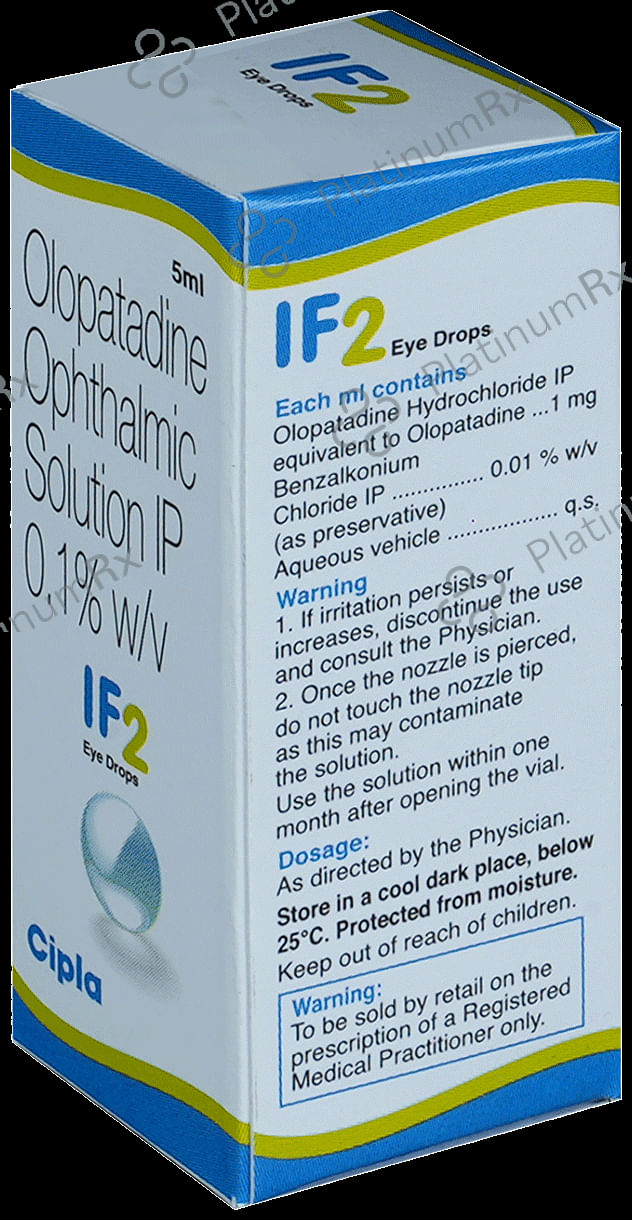 IF2
Eye Drops
5ml
Olopatadine
Ophthalmic
Solution IP
0.1% w/v
IF2
Eye Drops
Cipla
IF2 Eye Drops
Each ml contains
Olopatadine Hydrochloride IP
equivalent to Olopatadine ...1 mg
Benzalkonium
Chloride IP ............... 0.01 % w/v
(as preservative)
Aqueous vehicle .................. q.s.
Warning
1. If irritation persists or
increases, discontinue the use
and consult the Physician.
2. Once the nozzle is pierced,
do not touch the nozzle tip
as this may contaminate
the solution.
Use the solution within one
month after opening the vial.
Dosage:
As directed by the Physician.
Store in a cool dark place, below
25°C. Protected from moisture.
Keep out of reach of children.
Warning:
To be sold by retail on the
prescription of a Registered
Medical Practitioner only.
PlatinumRx
PlatinumRx
PlatinumRx
PlatinumRx
Platin